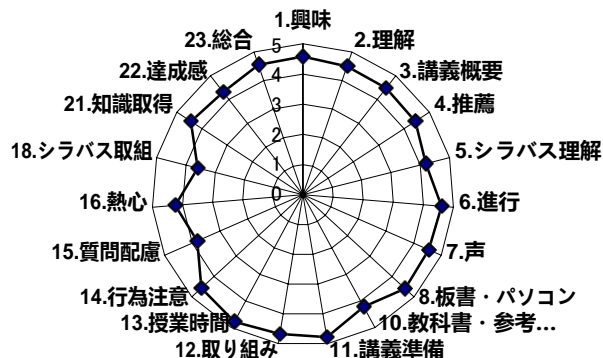 1.興味
2.理解
3.講義概要
4.推薦
5.シラバス理解
6.進行
7.声
8.板書・パソコン
10.教科書・参考...
11.講義準備
12.取り組み
13.授業時間
14.行為注意
15.質問配慮
16.熱心
18.シラバス取組
21.知識取得
22.達成感
23.総合
5
4
3
2
1
0